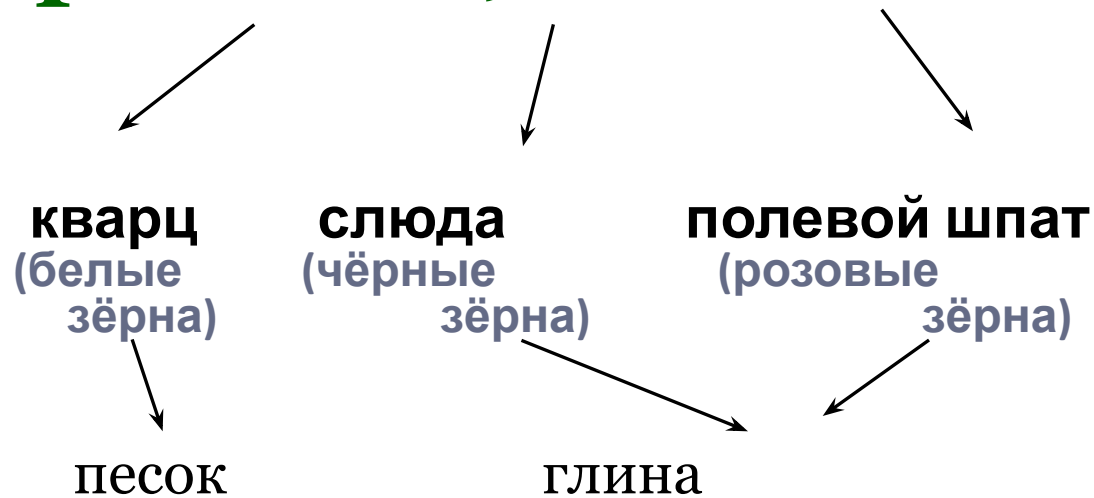 кварц слюда полевой шпат
(белые (чёрные (розовые
зёрна) зёрна) зёрна)
песок глина